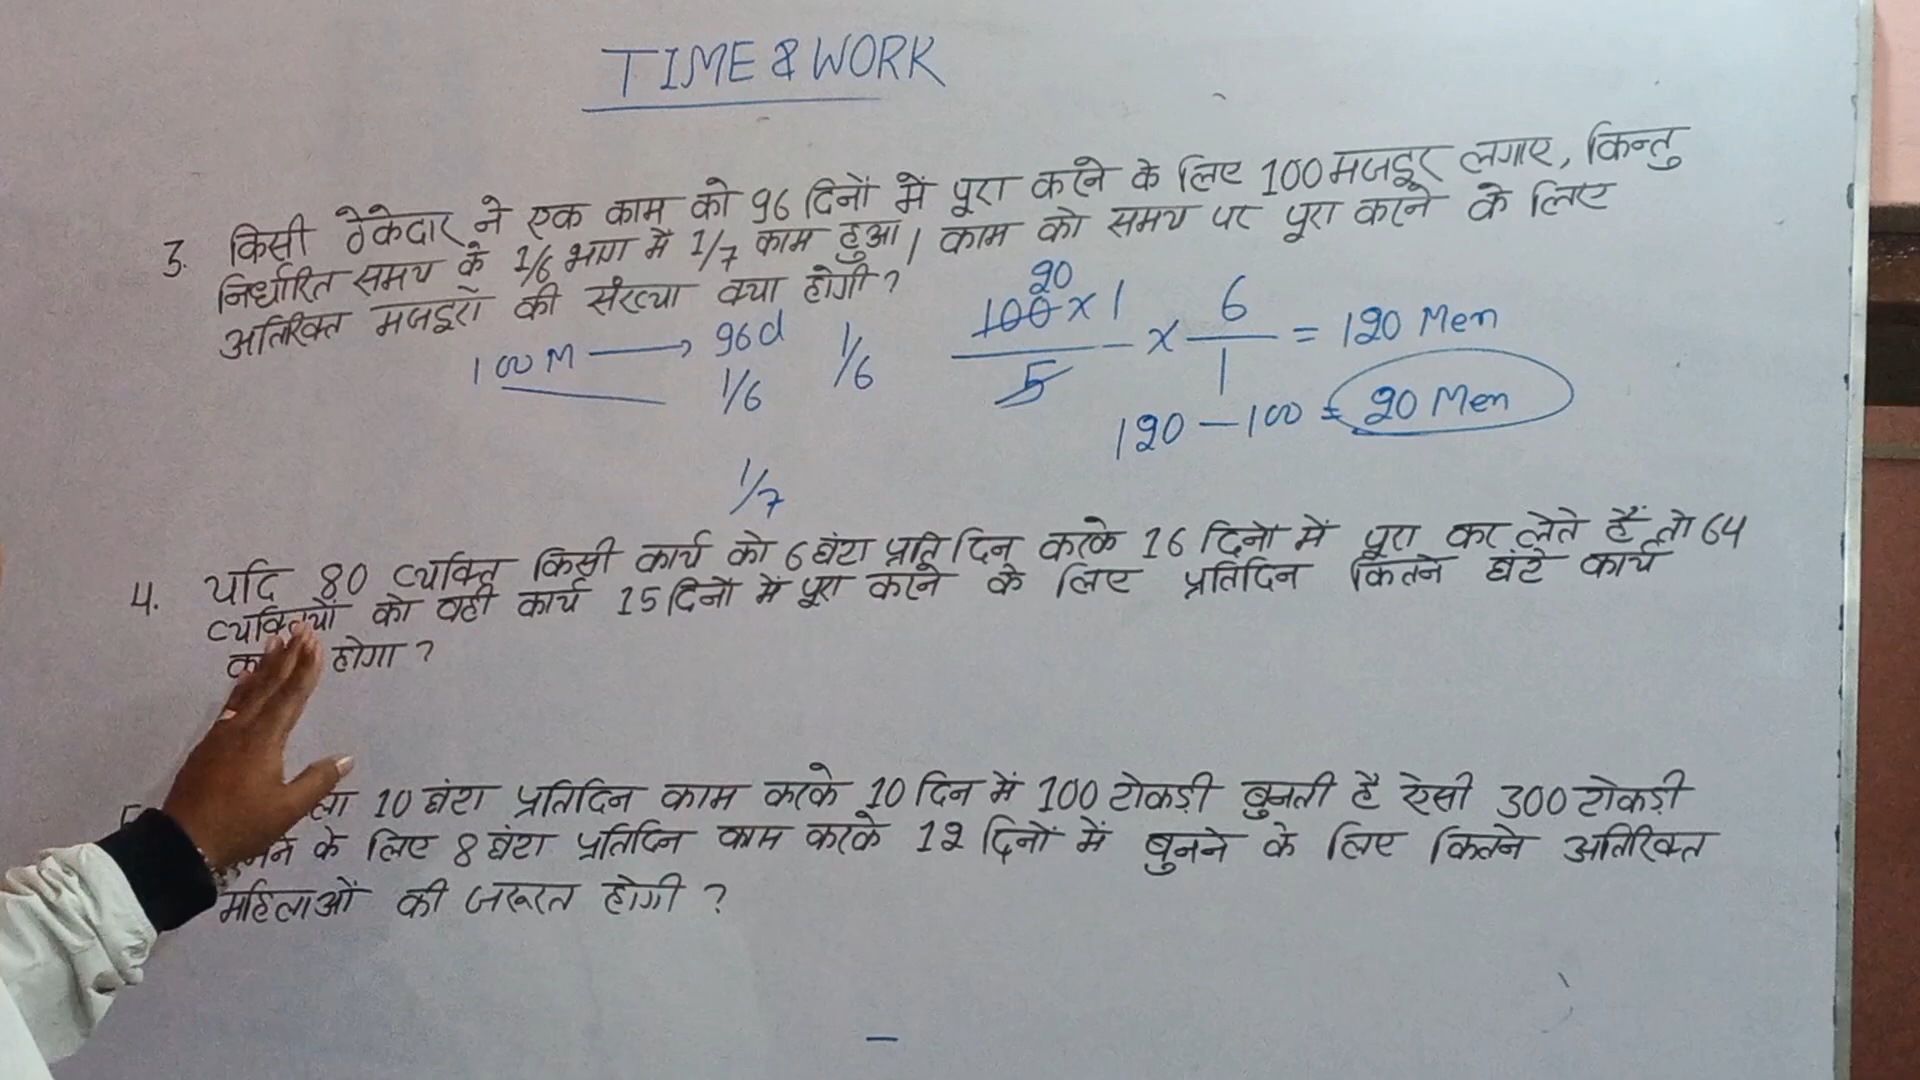 TIME & WORK
3. किसी ठेकेदार ने एक काम को 96 दिनों में पूरा करने के लिए 100 मजदूर लगाए, किन्तु
निर्धारित समय के 1/6 भाग में 1/7 काम हुआ। काम को समय पर पूरा करने के लिए
अतिरिक्त मजदूरों की संख्या क्या होगी?
100 M → 96d 1/6
1/6
1/7
20
100 x 1 / 5 x 6 / 1 = 120 Men
120 - 100 = 20 Men
4. यदि 80 व्यक्ति किसी कार्य को 6 घंटा प्रति दिन करके 16 दिनों में पूरा कर लेते हैं तो 64
व्यक्तियों को वही कार्य 15 दिनों में पूरा करने के लिए प्रतिदिन कितने घंटे कार्य
होगा?
10 घंटा प्रतिदिन काम करके 10 दिन में 100 टोकड़ी बुनती है ऐसी 300 टोकड़ी
के लिए 8 घंटा प्रतिदिन काम करके 12 दिनों में बुनने के लिए कितने अतिरिक्त
महिलाओं की जरूरत होगी?